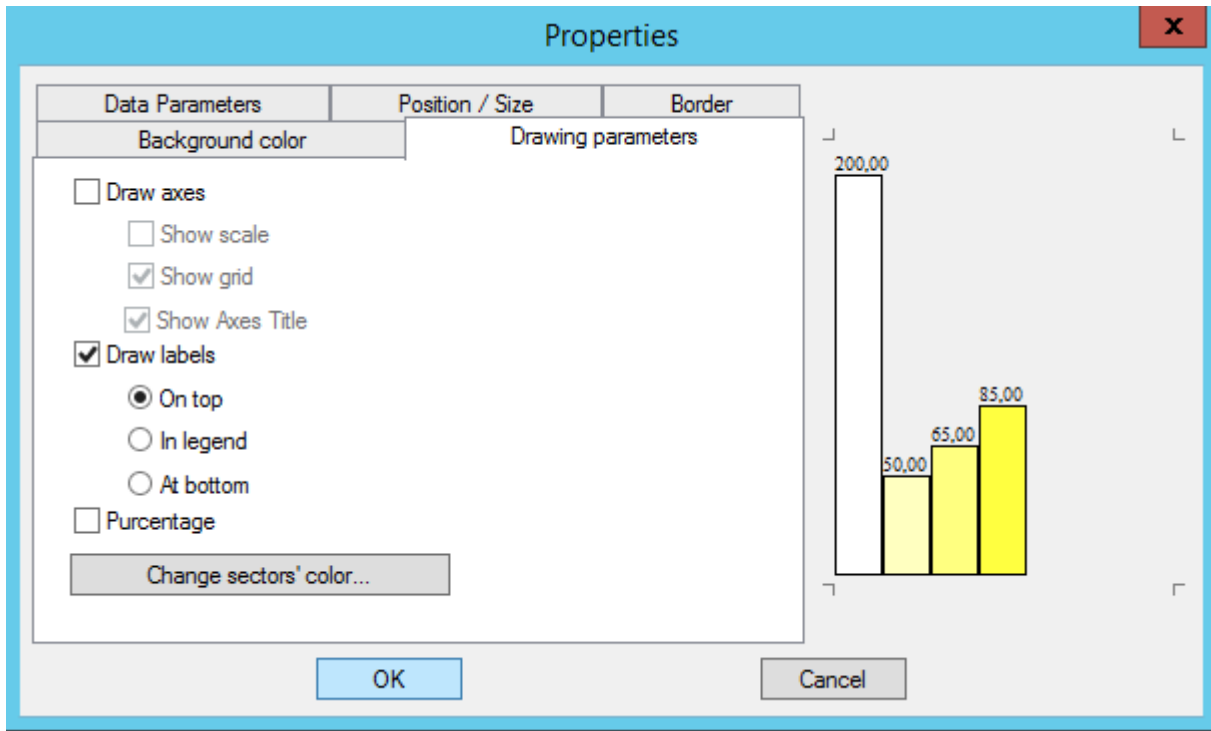 Properties
x
Data Parameters
Position / Size
Border
Background color
Drawing parameters
Draw axes
Show scale
Show grid
Show Axes Title
Draw labels
On top
In legend
At bottom
Purcentage
Change sectors' color...
200,00
50,00
65,00
85,00
OK
Cancel